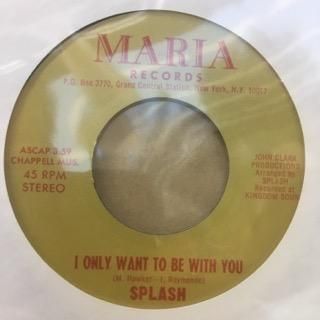 MARIA
RECORDS
P.O. Box 3770, Grand Central Station, New York, N.Y. 10017
ASCAP 3:59
CHAPPELL MUS.
45 RPM
STEREO
JOHN CLARK
PRODUCTIONS
Arranged by
SPLASH
Recorded at
KINGDOM SOUND
I ONLY WANT TO BE WITH YOU
(M. Hawker-I. Raymonde)
SPLASH